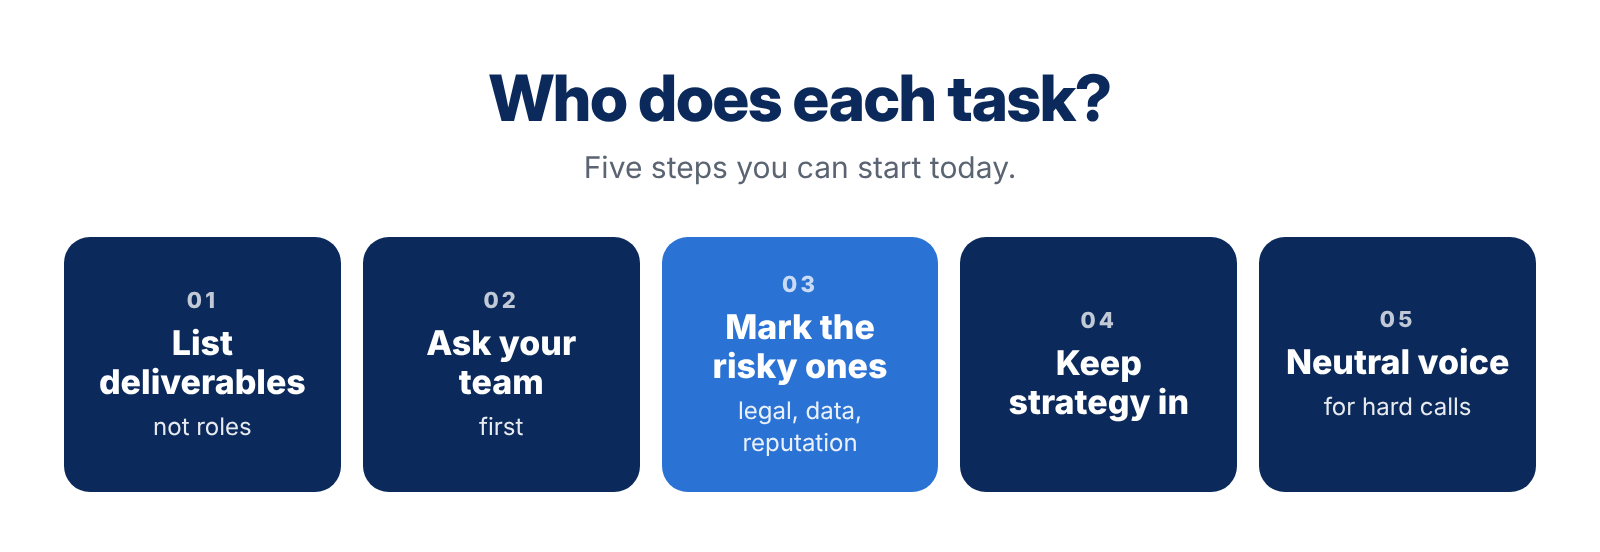 Who does each task?
Five steps you can start today.
01
List
deliverables
not roles
02
Ask your
team
first
03
Mark the
risky ones
legal, data,
reputation
04
Keep
strategy in
05
Neutral voice
for hard calls